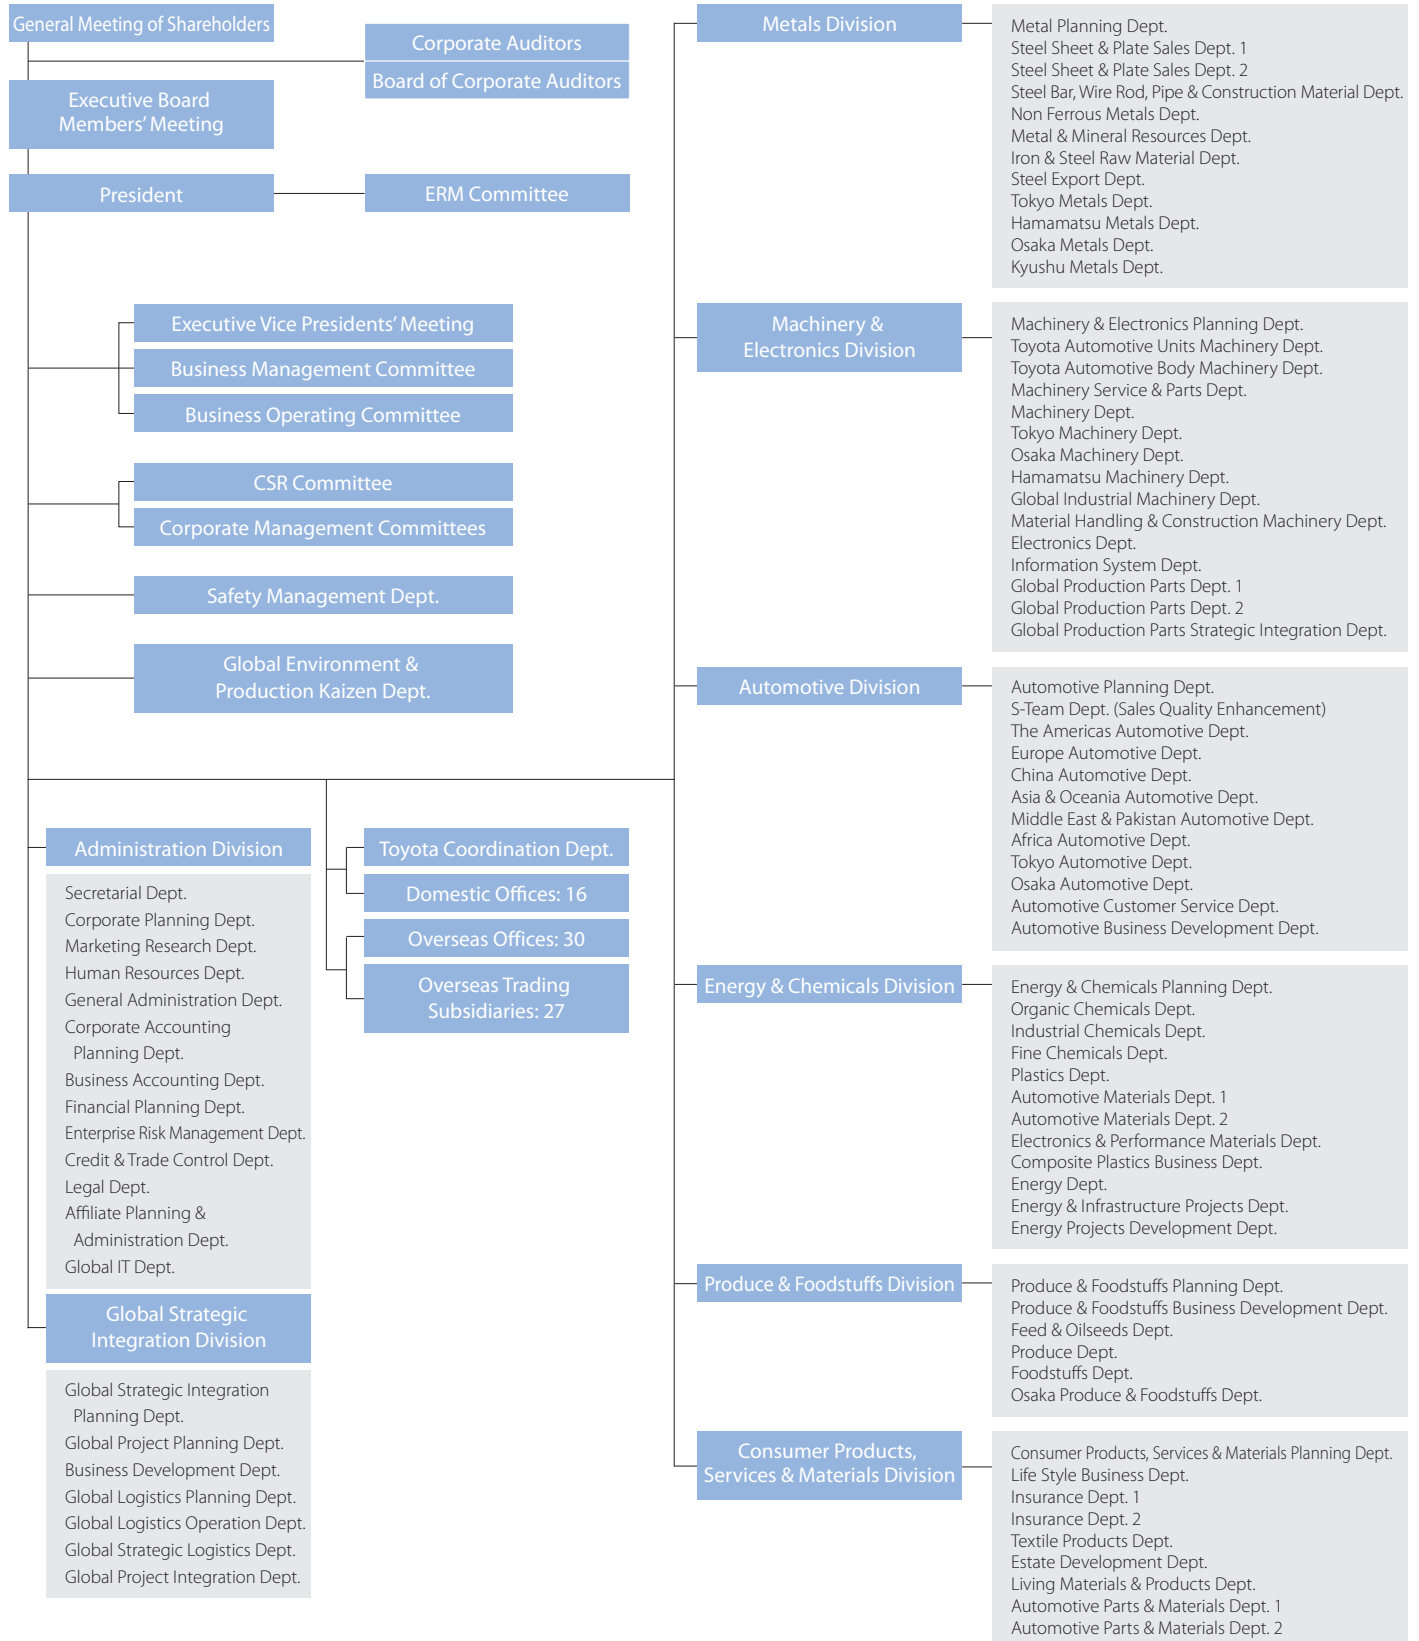 General Meeting of Shareholders
Corporate Auditors
Board of Corporate Auditors
Executive Board
Members' Meeting
President
ERM Committee
Executive Vice Presidents' Meeting
Business Management Committee
Business Operating Committee
CSR Committee
Corporate Management Committees
Safety Management Dept.
Global Environment &
Production Kaizen Dept.
Administration Division
Secretarial Dept.
Corporate Planning Dept.
Marketing Research Dept.
Human Resources Dept.
General Administration Dept.
Corporate Accounting
Planning Dept.
Business Accounting Dept.
Financial Planning Dept.
Enterprise Risk Management Dept.
Credit & Trade Control Dept.
Legal Dept.
Affiliate Planning &
Administration Dept.
Global IT Dept.
Global Strategic
Integration Division
Global Strategic Integration
Planning Dept.
Global Project Planning Dept.
Business Development Dept.
Global Logistics Planning Dept.
Global Logistics Operation Dept.
Global Strategic Logistics Dept.
Global Project Integration Dept.
Toyota Coordination Dept.
Domestic Offices: 16
Overseas Offices: 30
Overseas Trading
Subsidiaries: 27
Metals Division
Metal Planning Dept.
Steel Sheet & Plate Sales Dept. 1
Steel Sheet & Plate Sales Dept. 2
Steel Bar, Wire Rod, Pipe & Construction Material Dept.
Non Ferrous Metals Dept.
Metal & Mineral Resources Dept.
Iron & Steel Raw Material Dept.
Steel Export Dept.
Tokyo Metals Dept.
Hamamatsu Metals Dept.
Osaka Metals Dept.
Kyushu Metals Dept.
Machinery &
Electronics Division
Machinery & Electronics Planning Dept.
Toyota Automotive Units Machinery Dept.
Toyota Automotive Body Machinery Dept.
Machinery Service & Parts Dept.
Machinery Dept.
Tokyo Machinery Dept.
Osaka Machinery Dept.
Hamamatsu Machinery Dept.
Global Industrial Machinery Dept.
Material Handling & Construction Machinery Dept.
Electronics Dept.
Information System Dept.
Global Production Parts Dept. 1
Global Production Parts Dept. 2
Global Production Parts Strategic Integration Dept.
Automotive Division
Automotive Planning Dept.
S-Team Dept. (Sales Quality Enhancement)
The Americas Automotive Dept.
Europe Automotive Dept.
China Automotive Dept.
Asia & Oceania Automotive Dept.
Middle East & Pakistan Automotive Dept.
Africa Automotive Dept.
Tokyo Automotive Dept.
Osaka Automotive Dept.
Automotive Customer Service Dept.
Automotive Business Development Dept.
Energy & Chemicals Division
Energy & Chemicals Planning Dept.
Organic Chemicals Dept.
Industrial Chemicals Dept.
Fine Chemicals Dept.
Plastics Dept.
Automotive Materials Dept. 1
Automotive Materials Dept. 2
Electronics & Performance Materials Dept.
Composite Plastics Business Dept.
Energy Dept.
Energy & Infrastructure Projects Dept.
Energy Projects Development Dept.
Produce & Foodstuffs Division
Produce & Foodstuffs Planning Dept.
Produce & Foodstuffs Business Development Dept.
Feed & Oilseeds Dept.
Produce Dept.
Foodstuffs Dept.
Osaka Produce & Foodstuffs Dept.
Consumer Products,
Services & Materials Division
Consumer Products, Services & Materials Planning Dept.
Life Style Business Dept.
Insurance Dept. 1
Insurance Dept. 2
Textile Products Dept.
Estate Development Dept.
Living Materials & Products Dept.
Automotive Parts & Materials Dept. 1
Automotive Parts & Materials Dept. 2